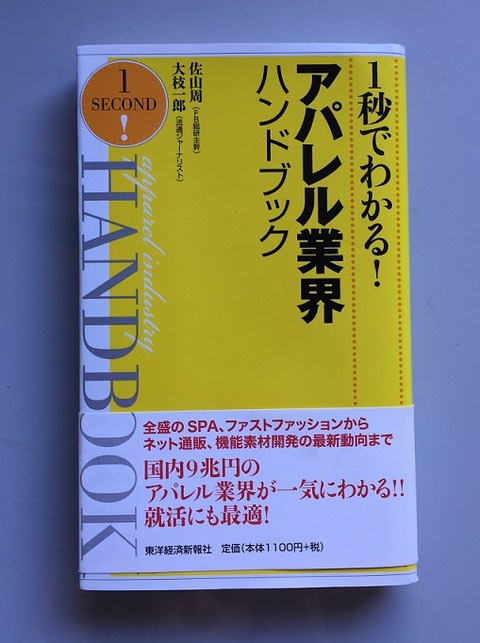 1秒でわかる!
アパレル業界
ハンドブック
佐山周(FB総研主幹)
大枝一郎(流通ジャーナリスト)
1
SECOND
!
apparel industry
HANDBOOK
全盛のSPA、ファストファッションから
ネット通販、機能素材開発の最新動向まで
国内9兆円の
アパレル業界が一気にわかる!!
就活にも最適!
東洋経済新報社 定価(本体1100円+税)